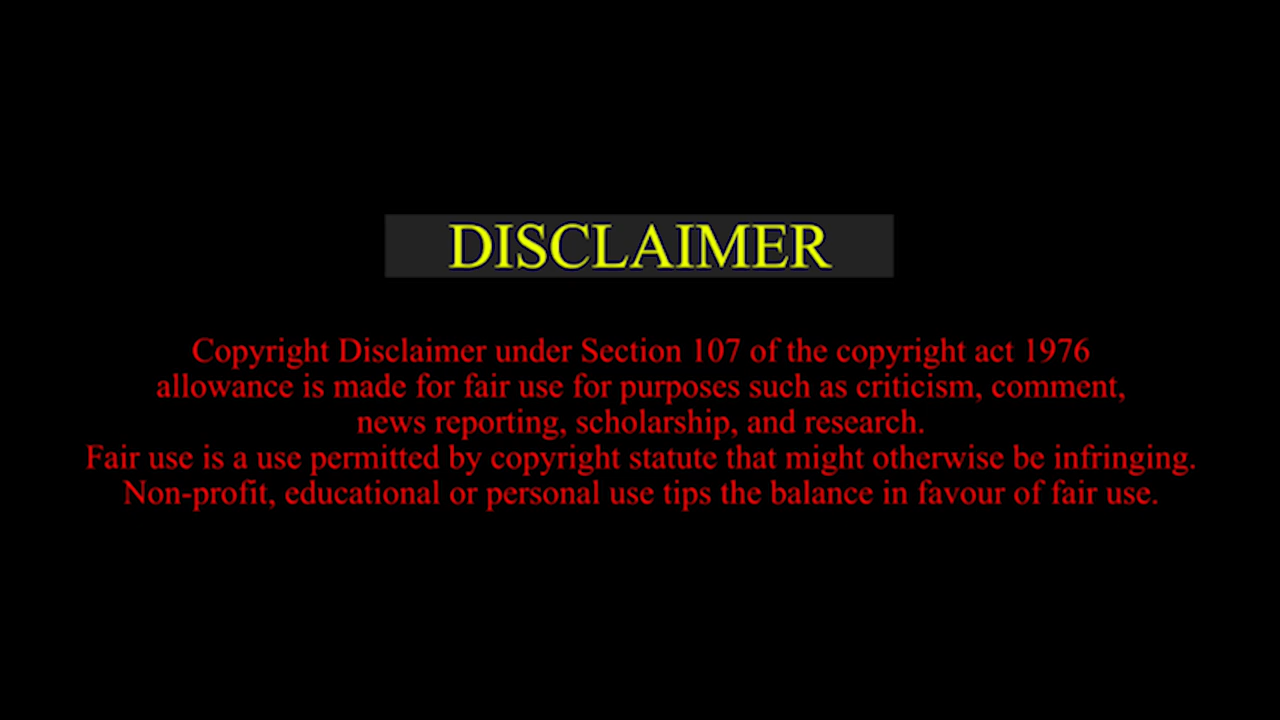 DISCLAIMER
Copyright Disclaimer under Section 107 of the copyright act 1976
allowance is made for fair use for purposes such as criticism, comment,
news reporting, scholarship, and research.
Fair use is a use permitted by copyright statute that might otherwise be infringing.
Non-profit, educational or personal use tips the balance in favour of fair use.